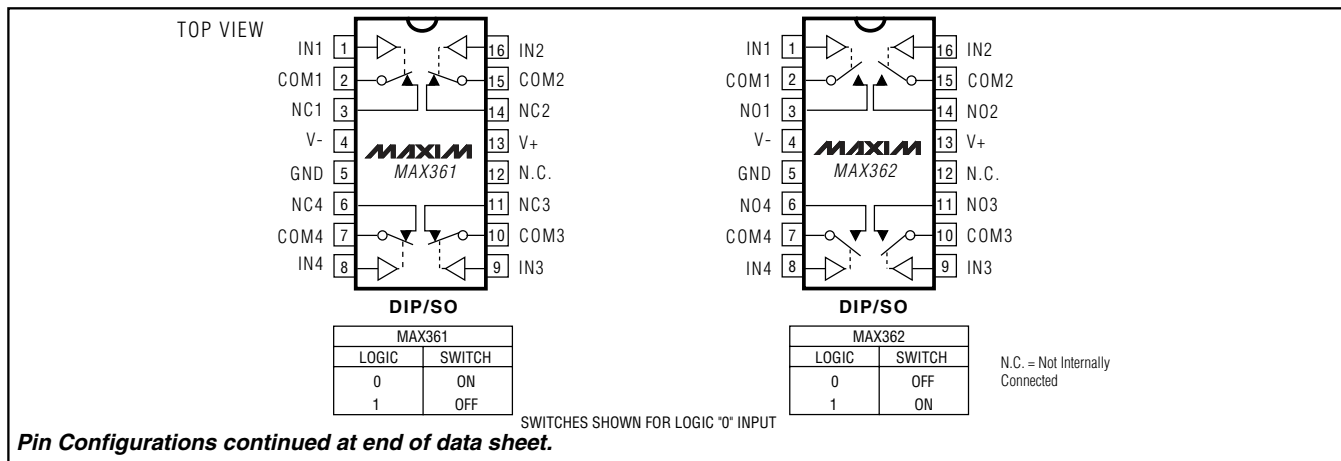 TOP VIEW
IN1 1 16 IN2
COM1 2 15 COM2
NC1 3 14 NC2
V- 4 13 V+
GND 5 12 N.C.
NC4 6 11 NC3
COM4 7 10 COM3
IN4 8 9 IN3
MAXIM
MAX361
DIP/SO
MAX361
LOGIC SWITCH
0 ON
1 OFF
IN1 1 16 IN2
COM1 2 15 COM2
NO1 3 14 NO2
V- 4 13 V+
GND 5 12 N.C.
NO4 6 11 NO3
COM4 7 10 COM3
IN4 8 9 IN3
MAXIM
MAX362
DIP/SO
MAX362
LOGIC SWITCH
0 OFF
1 ON
N.C. = Not Internally
Connected
SWITCHES SHOWN FOR LOGIC "0" INPUT
Pin Configurations continued at end of data sheet.